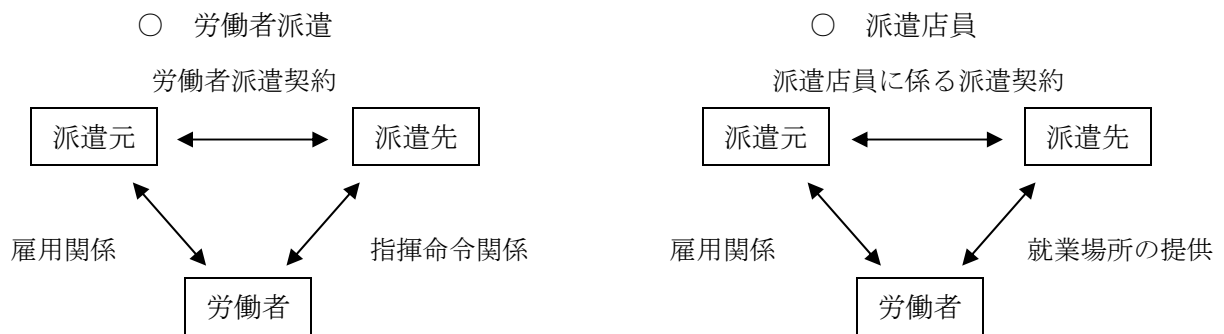 ○ 労働者派遣
労働者派遣契約
派遣元
派遣先
雇用関係
指揮命令関係
労働者
○ 派遣店員
派遣店員に係る派遣契約
派遣元
派遣先
雇用関係
就業場所の提供
労働者